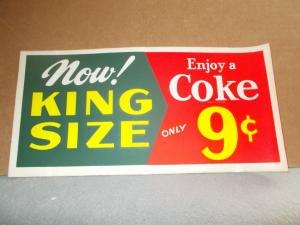 Now!
KING
SIZE
Enjoy a
Coke
ONLY
9¢